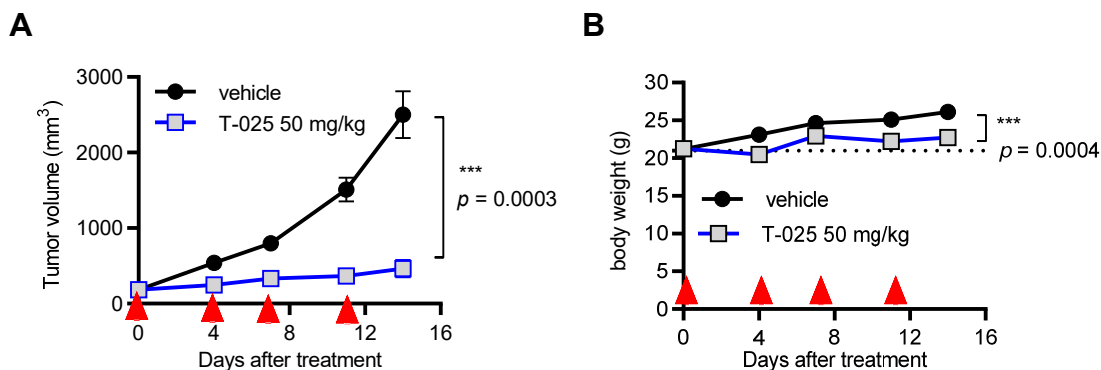 A
3000
2000
1000
0
Tumor volume (mm3)
vehicle
T-025 50 mg/kg
***
p = 0.0003
0 4 8 12 16
Days after treatment
B
30
25
20
15
10
5
0
body weight (g)
***
p = 0.0004
vehicle
T-025 50 mg/kg
0 4 8 12 16
Days after treatment